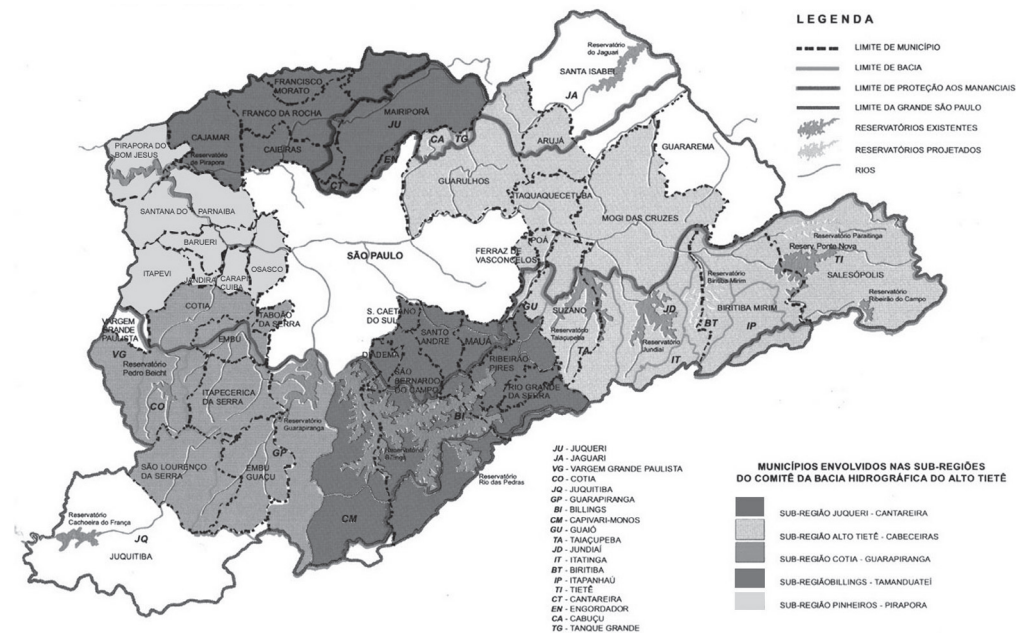 LEGENDA
LIMITE DE MUNICÍPIO
LIMITE DE BACIA
LIMITE DE PROTEÇÃO AOS MANANCIAIS
LIMITE DA GRANDE SÃO PAULO
RESERVATÓRIOS EXISTENTES
RESERVATÓRIOS PROJETADOS
RIOS
Reservatório
do Jaguari
SANTA ISABEL
JA
FRANCISCO
MORATO
FRANCO DA ROCHA
MAIRIPORÃ
JU
CAJAMAR
CAIEIRAS
EN
CT
CA
TG
ARUJÁ
GUARAREMA
PIRAPORA DO
BOM JESUS
Reservatório
de Pirapora
GUARULHOS
ITAQUAQUECETUBA
MOGI DAS CRUZES
SANTANA DO PARNAIBA
BARUERI
ITAPEVI
JANDIRA
CARAPI
CUIBA
OSASCO
SÃO PAULO
FERRAZ DE
VASCONCELOS
POÁ
Reservatório Paraitinga
Reserv. Ponte Nova
TI
SALESÓPOLIS
Reservatório
Biritiba-Mirim
Reservatório
Ribeirão do Campo
COTIA
TABOÃO
DA SERRA
VARGEM
GRANDE
PAULISTA
VG
EMBÚ
S. CAETANO
DO SUL
SANTO
ANDRÉ
MAUÁ
DIADEMA
GU
SUZANO
Reservatório
Taiaçupeba
TA
JD
Reservatório
Jundiaí
IT
BT
BIRITIBA MIRIM
IP
Reservatório
Pedro Beicht
CO
ITAPECERICA
DA SERRA
Reservatório
Guarapiranga
SÃO
BERNARDO
DO CAMPO
RIBEIRÃO
PIRES
RIO GRANDE
DA SERRA
BI
Reservatório
Billings
Reservatório
Rio das Pedras
SÃO LOURENÇO
DA SERRA
EMBÚ
GUAÇU
GP
CM
Reservatório
Cachoeira do França
JQ
JUQUITIBA
JU - JUQUERI
JA - JAGUARI
VG - VARGEM GRANDE PAULISTA
CO - COTIA
JQ - JUQUITIBA
GP - GUARAPIRANGA
BI - BILLINGS
CM - CAPIVARI-MONOS
GU - GUAIÓ
TA - TAIAÇUPEBA
JD - JUNDIAÍ
IT - ITATINGA
BT - BIRITIBA
IP - ITAPANHAÚ
TI - TIETÊ
CT - CANTAREIRA
EN - ENGORDADOR
CA - CABUÇU
TG - TANQUE GRANDE
MUNICÍPIOS ENVOLVIDOS NAS SUB-REGIÕES
DO COMITÊ DA BACIA HIDROGRÁFICA DO ALTO TIETÊ
SUB-REGIÃO JUQUERI - CANTAREIRA
SUB-REGIÃO ALTO TIETÊ - CABECEIRAS
SUB-REGIÃO COTIA - GUARAPIRANGA
SUB-REGIÃOBILLINGS - TAMANDUATEÍ
SUB-REGIÃO PINHEIROS - PIRAPORA